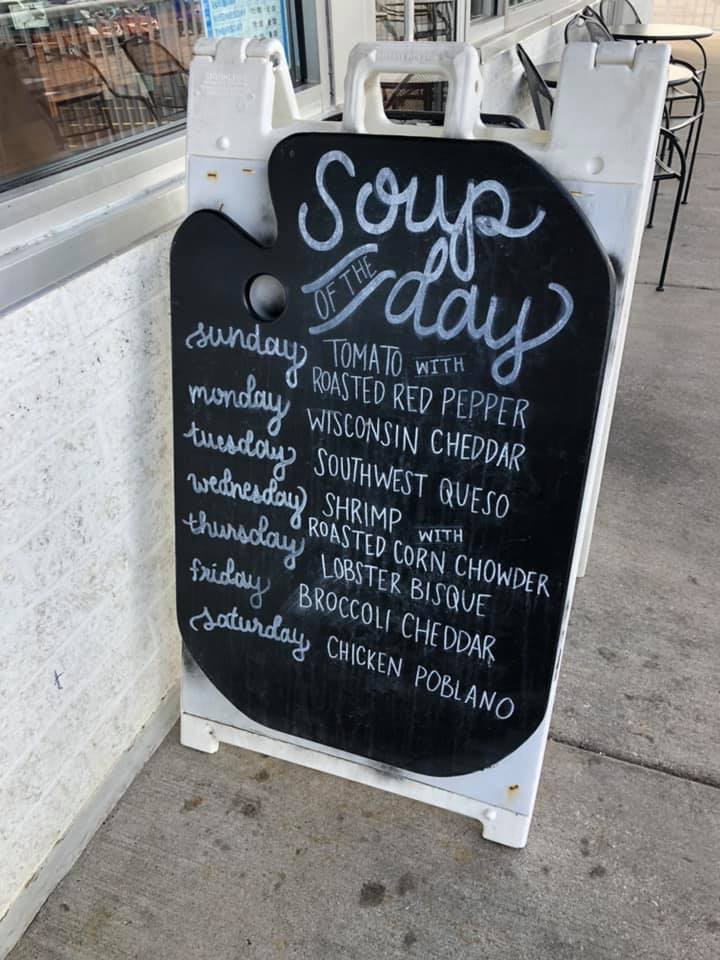 Soup
OF THE
day
sunday TOMATO WITH
ROASTED RED PEPPER
monday WISCONSIN CHEDDAR
tuesday SOUTHWEST QUESO
wednesday SHRIMP WITH
ROASTED CORN CHOWDER
thursday LOBSTER BISQUE
friday BROCCOLI CHEDDAR
saturday CHICKEN POBLANO